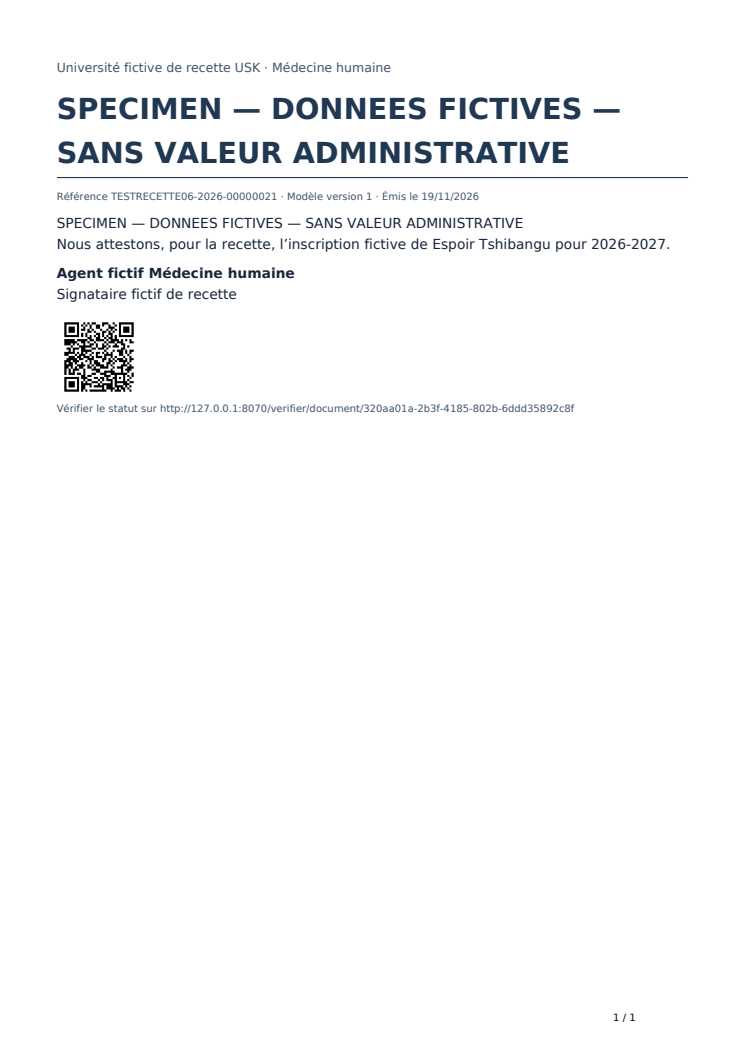 Université fictive de recette USK · Médecine humaine
SPECIMEN — DONNEES FICTIVES —
SANS VALEUR ADMINISTRATIVE
Référence TESTRECETTE06-2026-00000021 · Modèle version 1 · Émis le 19/11/2026
SPECIMEN — DONNEES FICTIVES — SANS VALEUR ADMINISTRATIVE
Nous attestons, pour la recette, l’inscription fictive de Espoir Tshibangu pour 2026-2027.
Agent fictif Médecine humaine
Signataire fictif de recette
Vérifier le statut sur http://127.0.0.1:8070/verifier/document/320aa01a-2b3f-4185-802b-6ddd35892c8f
1 / 1